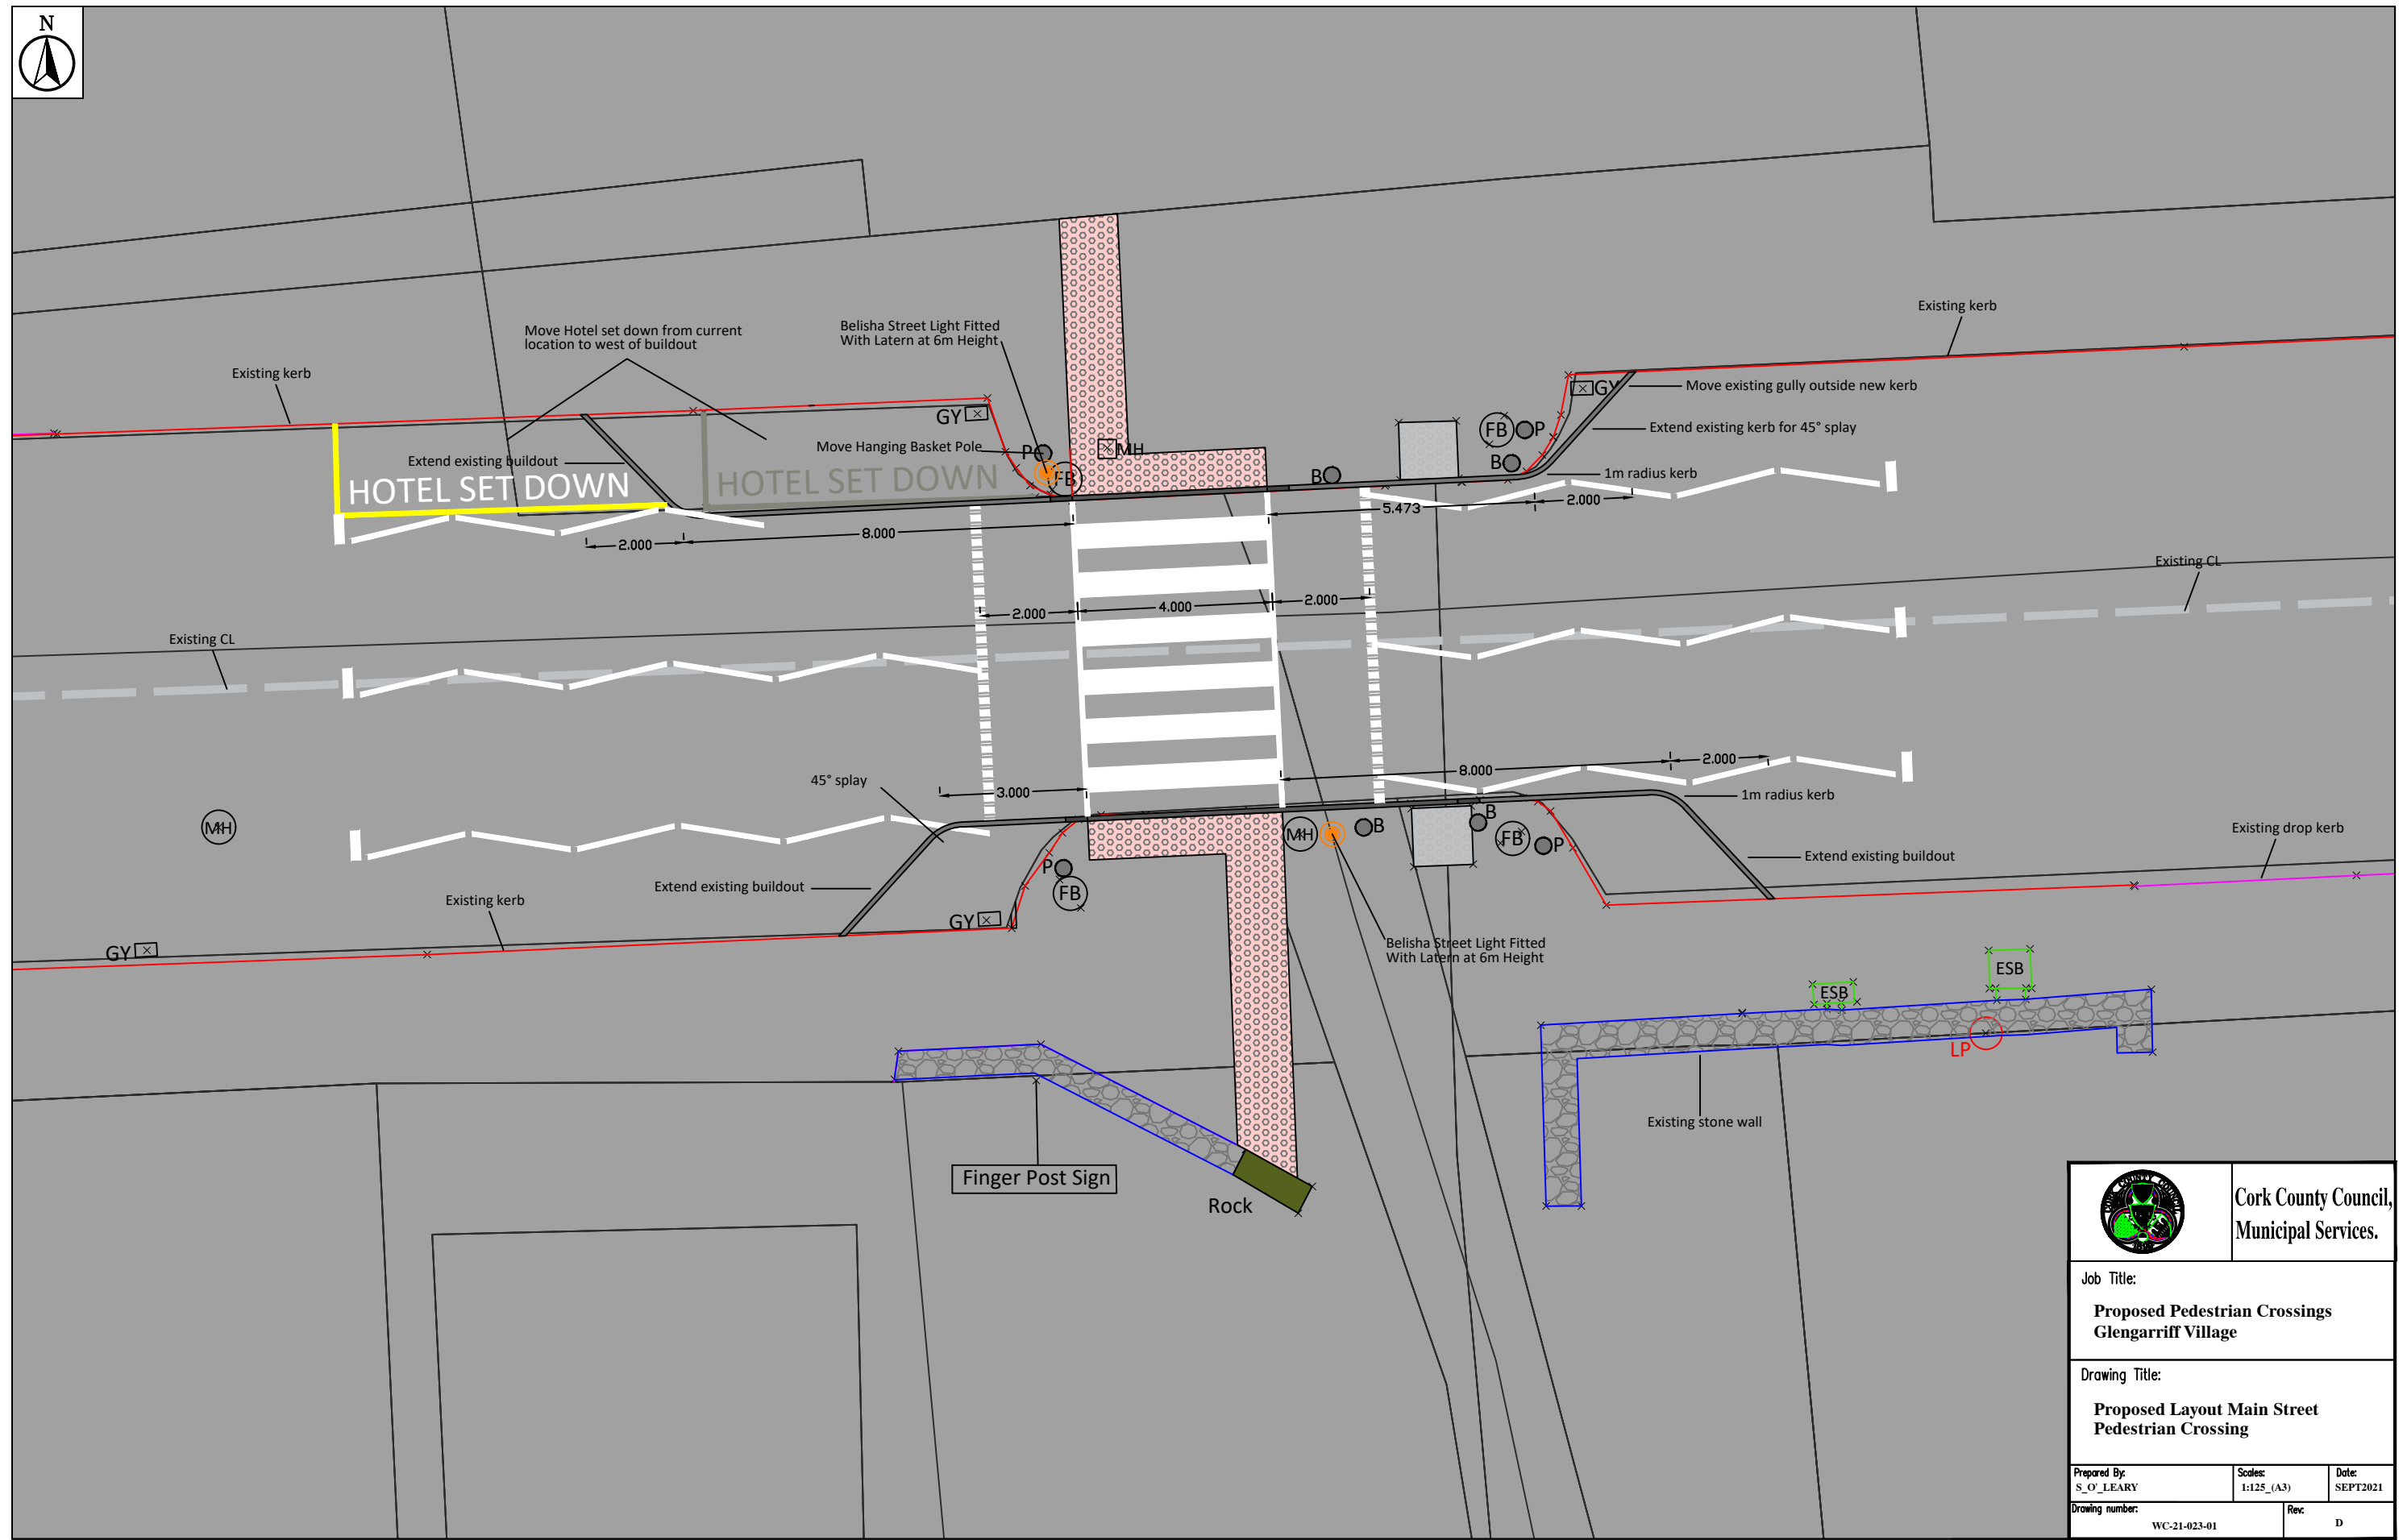 N
Existing kerb
Move Hotel set down from current
location to west of buildout
Belisha Street Light Fitted
With Latern at 6m Height
Existing kerb
Move existing gully outside new kerb
GY
GY
FB
P
Extend existing kerb for 45° splay
Move Hanging Basket Pole
P
MH
Extend existing buildout
B
1m radius kerb
HOTEL SET DOWN
HOTEL SET DOWN
FB
B
2.000
8.000
5.473
2.000
Existing CL
2.000
4.000
2.000
Existing CL
45° splay
3.000
8.000
2.000
1m radius kerb
MH
MH
B
B
FB
P
Existing drop kerb
Extend existing buildout
P
FB
Extend existing buildout
Existing kerb
GY
GY
Belisha Street Light Fitted
With Latern at 6m Height
ESB
ESB
LP
Existing stone wall
Finger Post Sign
Rock
CORK COUNTY COUNCIL
Cork County Council,
Municipal Services.
Job Title:
Proposed Pedestrian Crossings
Glengarriff Village
Drawing Title:
Proposed Layout Main Street
Pedestrian Crossing
Prepared By:
S_O'_LEARY
Scales:
1:125_(A3)
Date:
SEPT2021
Drawing number:
WC-21-023-01
Rev:
D